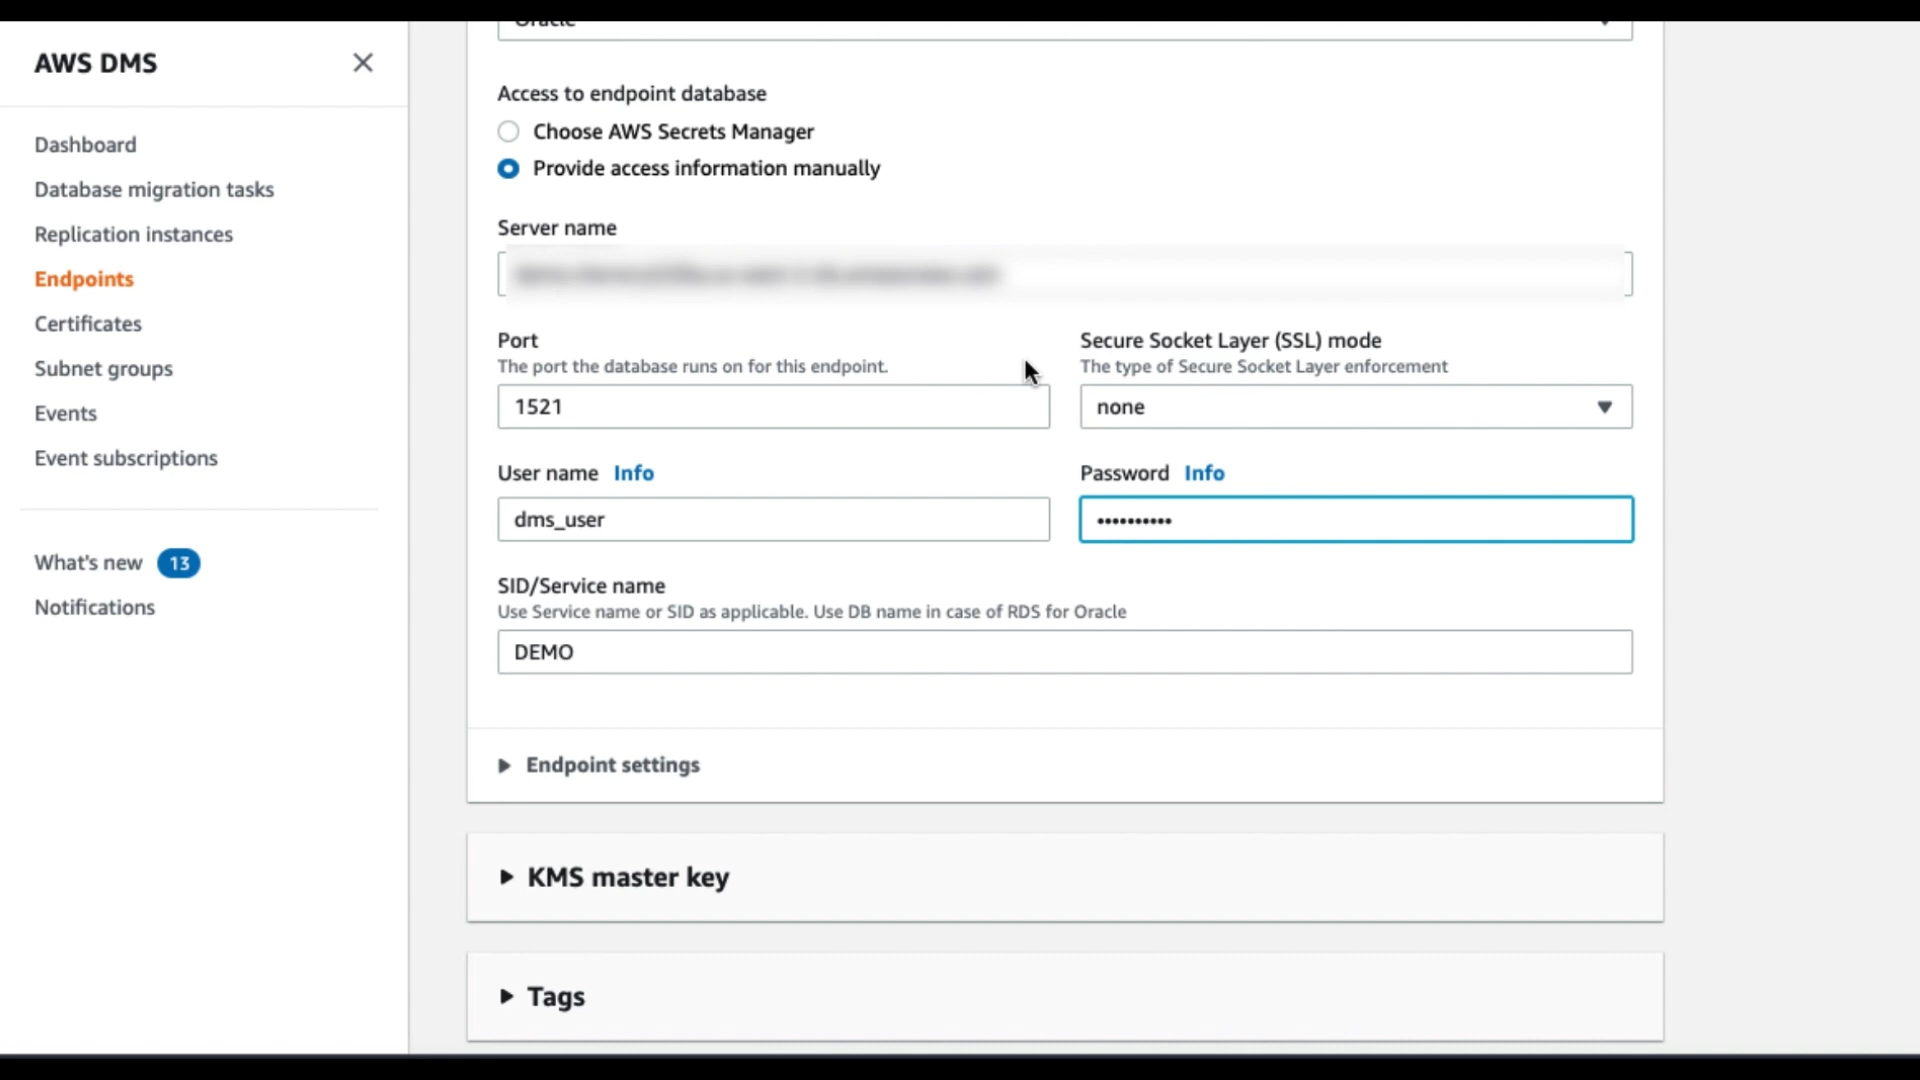 AWS DMS
Dashboard
Database migration tasks
Replication instances
Endpoints
Certificates
Subnet groups
Events
Event subscriptions
What's new 13
Notifications
Oracle
Access to endpoint database
Choose AWS Secrets Manager
Provide access information manually
Server name
Port
The port the database runs on for this endpoint.
1521
Secure Socket Layer (SSL) mode
The type of Secure Socket Layer enforcement
none
User name Info
dms_user
Password Info
••••••••••
SID/Service name
Use Service name or SID as applicable. Use DB name in case of RDS for Oracle
DEMO
Endpoint settings
KMS master key
Tags